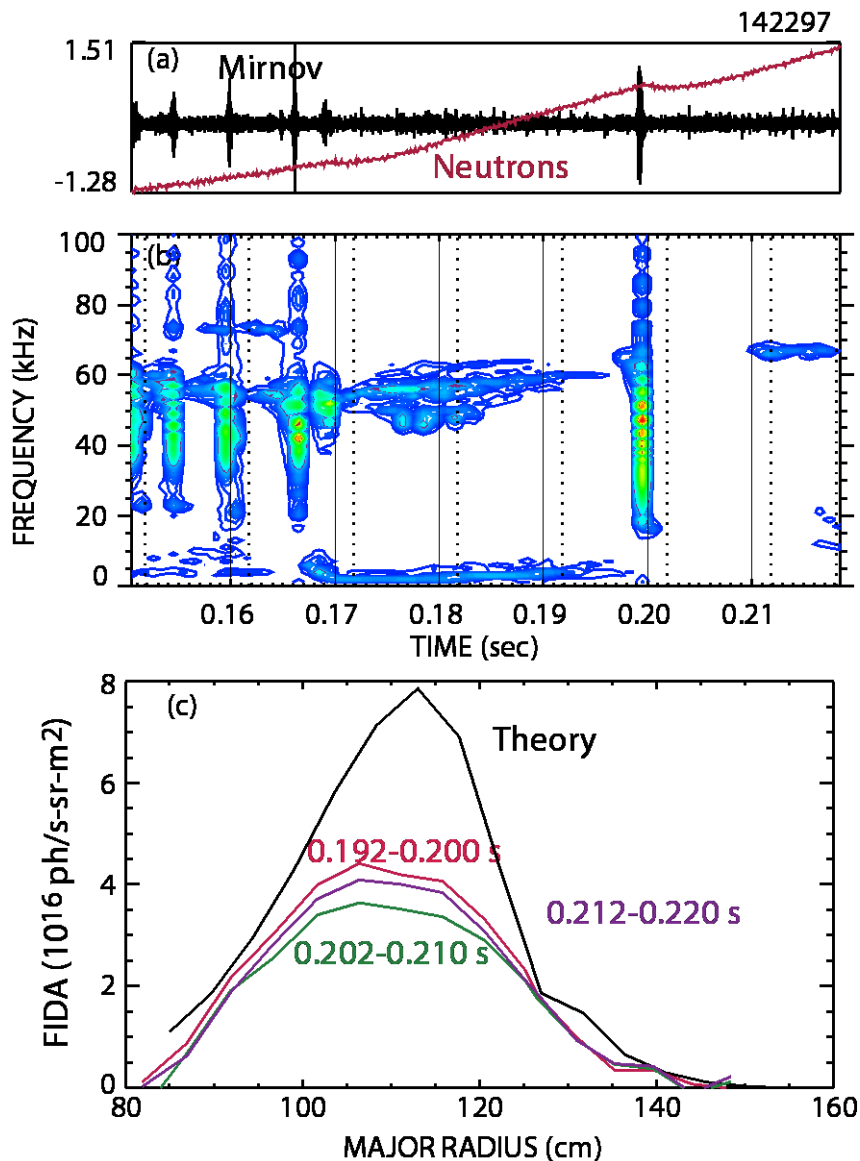 142297
1.51
(a)
Mirnov
-1.28
Neutrons
100
(b)
80
60
40
20
0
FREQUENCY (kHz)
0.16 0.17 0.18 0.19 0.20 0.21
TIME (sec)
8
(c)
Theory
6
0.192-0.200 s
4
0.212-0.220 s
0.202-0.210 s
2
0
FIDA (10¹⁶ ph/s-sr-m²)
80 100 120 140 160
MAJOR RADIUS (cm)